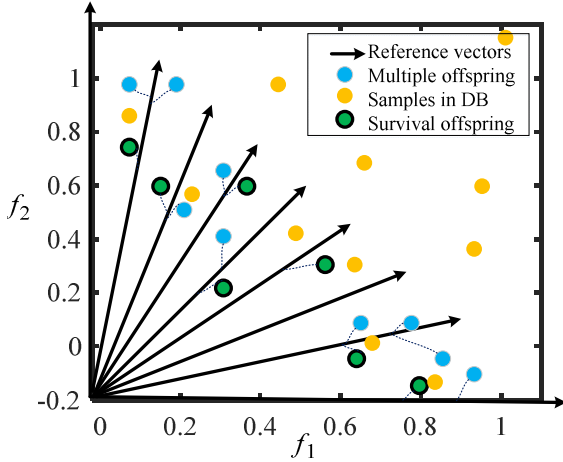 Reference vectors
Multiple offspring
Samples in DB
Survival offspring
1
0.8
0.6
0.4
0.2
0
-0.2
f2
0 0.2 0.4 0.6 0.8 1
f1